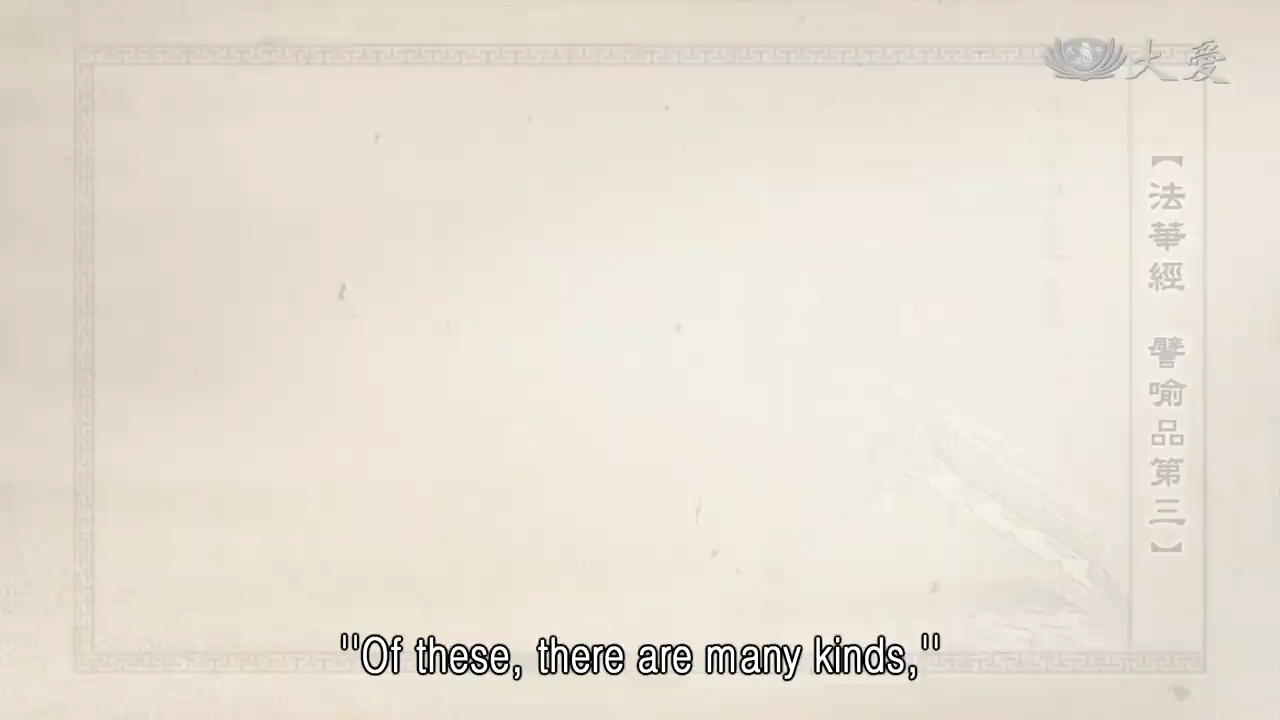 大愛
【法華經 譬喻品第三】
"Of these, there are many kinds,"